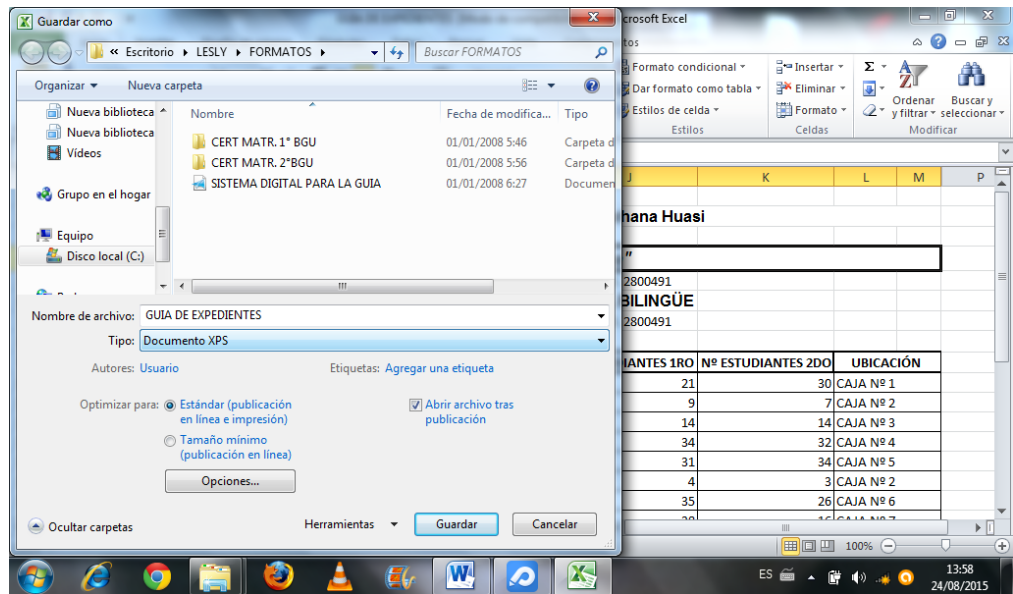 Guardar como
crosoft Excel
« Escritorio ▸ LESLY ▸ FORMATOS ▸
Buscar FORMATOS
Organizar
Nueva carpeta
Nueva biblioteca
Nueva biblioteca
Vídeos
Grupo en el hogar
Equipo
Disco local (C:)
Nombre Fecha de modifica... Tipo
CERT MATR. 1° BGU 01/01/2008 5:46 Carpeta d
CERT MATR. 2°BGU 01/01/2008 5:56 Carpeta d
SISTEMA DIGITAL PARA LA GUIA 01/01/2008 6:27 Documen
Nombre de archivo: GUIA DE EXPEDIENTES
Tipo: Documento XPS
Autores: Usuario
Etiquetas: Agregar una etiqueta
Optimizar para: Estándar (publicación
en línea e impresión)
Tamaño mínimo
(publicación en línea)
Abrir archivo tras
publicación
Opciones...
Ocultar carpetas
Herramientas
Guardar
Cancelar
tos
Formato condicional
Dar formato como tabla
Estilos de celda
Estilos
Insertar
Eliminar
Formato
Celdas
Σ
Ordenar
y filtrar
Buscar y
seleccionar
Modificar
J K L M P
hana Huasi
"
2800491
BILINGÜE
2800491
IANTES 1RO Nº ESTUDIANTES 2DO UBICACIÓN
21 30 CAJA Nº 1
9 7 CAJA Nº 2
14 14 CAJA Nº 3
34 32 CAJA Nº 4
31 34 CAJA Nº 5
4 3 CAJA Nº 2
35 26 CAJA Nº 6
100%
ES
13:58
24/08/2015